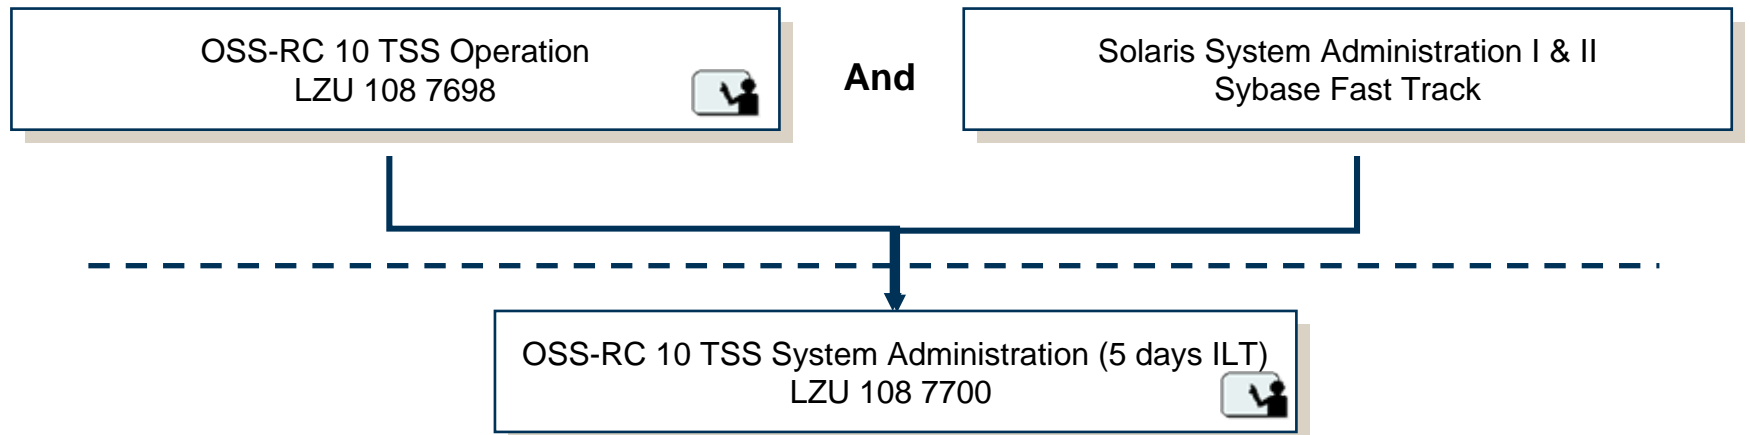 OSS-RC 10 TSS Operation
LZU 108 7698
And
Solaris System Administration I & II
Sybase Fast Track
OSS-RC 10 TSS System Administration (5 days ILT)
LZU 108 7700